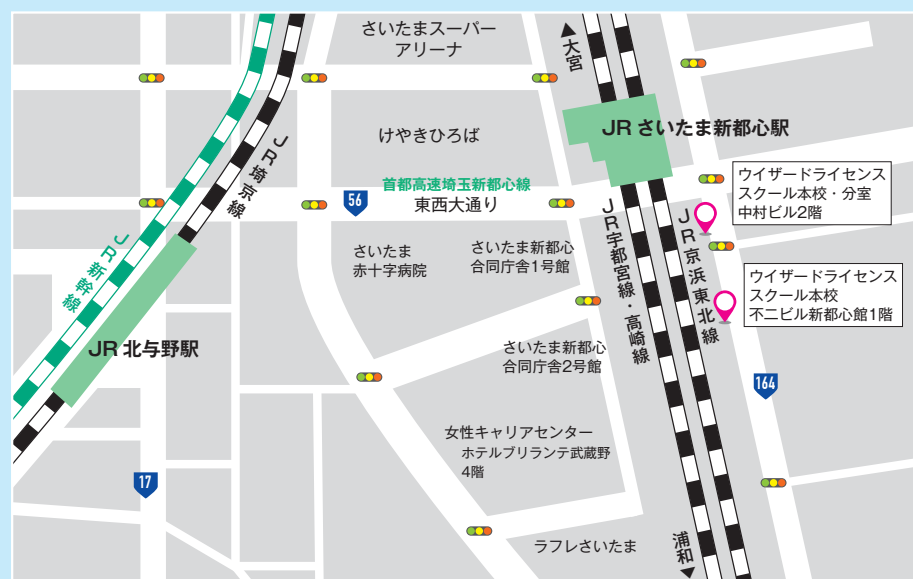 さいたまスーパー
アリーナ
▲大宮
JR さいたま新都心駅
けやきひろば
JR埼京線
首都高速埼玉新都心線
東西大通り
56
ウイザードライセンス
スクール本校・分室
中村ビル2階
JR新幹線
さいたま
赤十字病院
さいたま新都心
合同庁舎1号館
JR宇都宮線・高崎線
JR京浜東北線
ウイザードライセンス
スクール本校
不二ビル新都心館1階
JR 北与野駅
さいたま新都心
合同庁舎2号館
164
女性キャリアセンター
ホテルブリランテ武蔵野
4階
17
ラフレさいたま
浦和▼